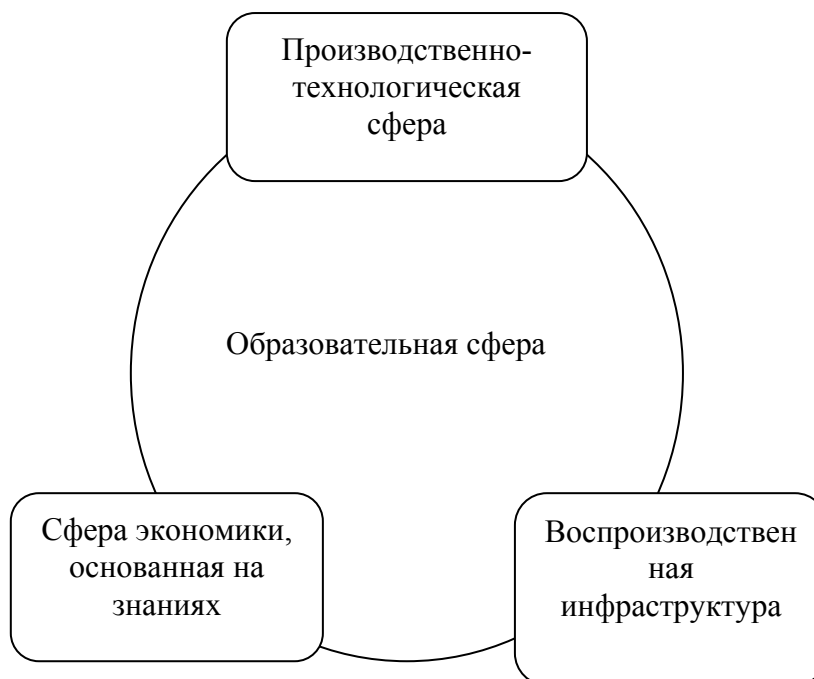 Производственно-
технологическая
сфера
Образовательная сфера
Сфера экономики,
основанная на
знаниях
Воспроизводствен
ная
инфраструктура